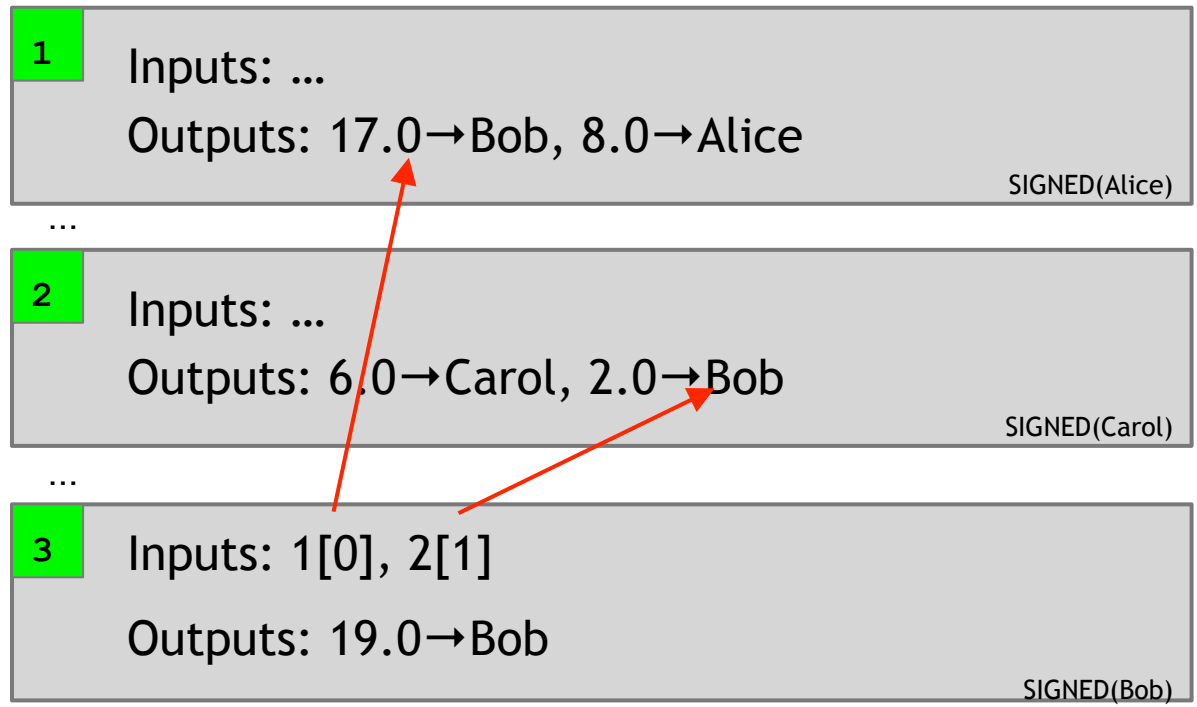 1
Inputs: …
Outputs: 17.0→Bob, 8.0→Alice
SIGNED(Alice)
…
2
Inputs: …
Outputs: 6.0→Carol, 2.0→Bob
SIGNED(Carol)
…
3
Inputs: 1[0], 2[1]
Outputs: 19.0→Bob
SIGNED(Bob)